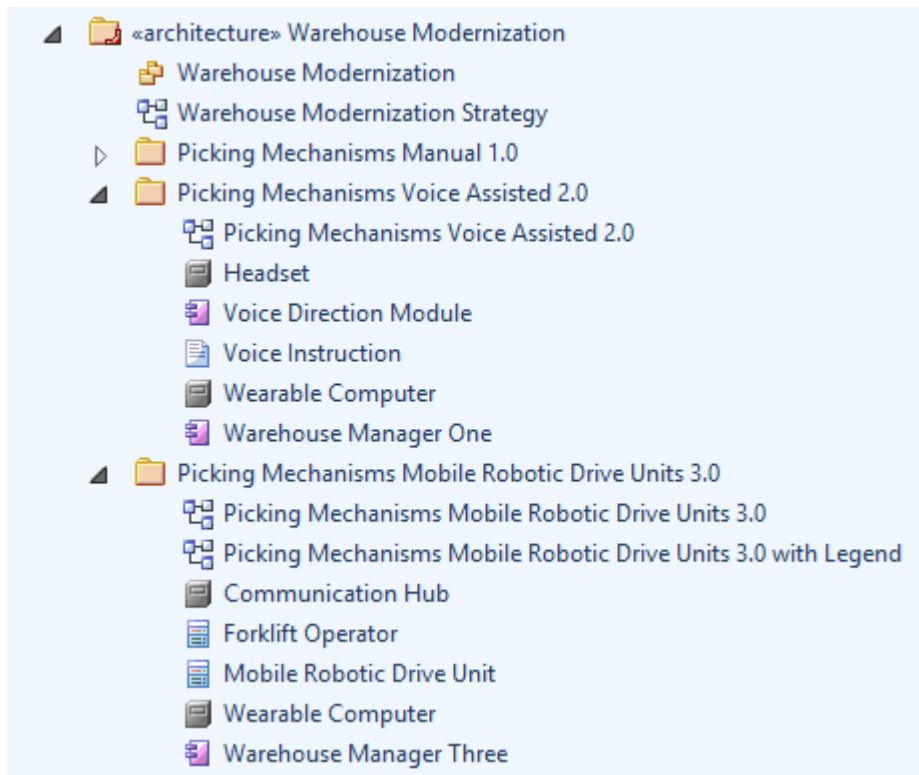 «architecture» Warehouse Modernization
Warehouse Modernization
Warehouse Modernization Strategy
Picking Mechanisms Manual 1.0
Picking Mechanisms Voice Assisted 2.0
Picking Mechanisms Voice Assisted 2.0
Headset
Voice Direction Module
Voice Instruction
Wearable Computer
Warehouse Manager One
Picking Mechanisms Mobile Robotic Drive Units 3.0
Picking Mechanisms Mobile Robotic Drive Units 3.0
Picking Mechanisms Mobile Robotic Drive Units 3.0 with Legend
Communication Hub
Forklift Operator
Mobile Robotic Drive Unit
Wearable Computer
Warehouse Manager Three